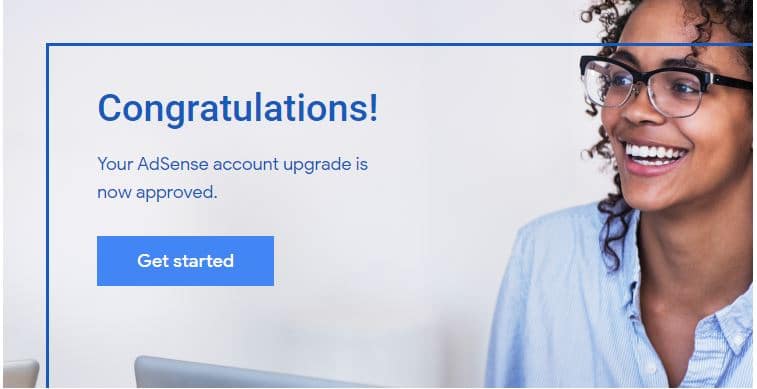 Congratulations!
Your AdSense account upgrade is
now approved.
Get started